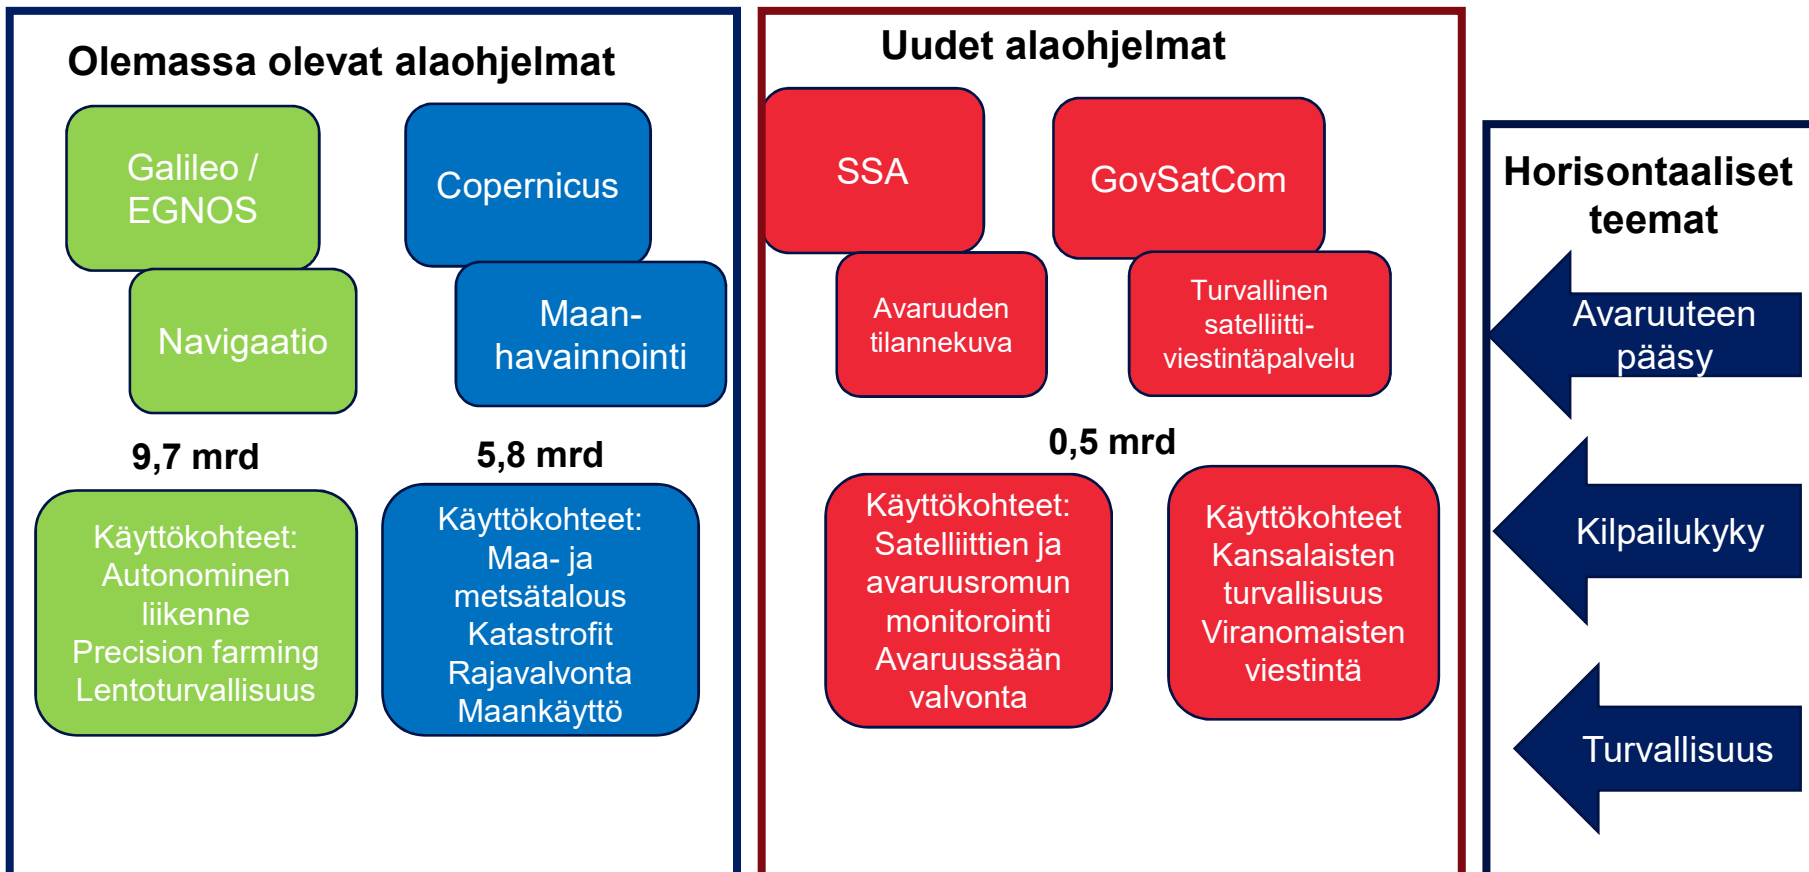 Olemassa olevat alaohjelmat
Galileo /
EGNOS
Navigaatio
9,7 mrd
Käyttökohteet:
Autonominen
liikenne
Precision farming
Lentoturvallisuus
Copernicus
Maan-
havainnointi
5,8 mrd
Käyttökohteet:
Maa- ja
metsätalous
Katastrofit
Rajavalvonta
Maankäyttö
Uudet alaohjelmat
SSA
Avaruuden
tilannekuva
GovSatCom
Turvallinen
satelliitti-
viestintäpalvelu
0,5 mrd
Käyttökohteet:
Satelliittien ja
avaruusromun
monitorointi
Avaruussään
valvonta
Käyttökohteet
Kansalaisten
turvallisuus
Viranomaisten
viestintä
Horisontaaliset
teemat
Avaruuteen
pääsy
Kilpailukyky
Turvallisuus